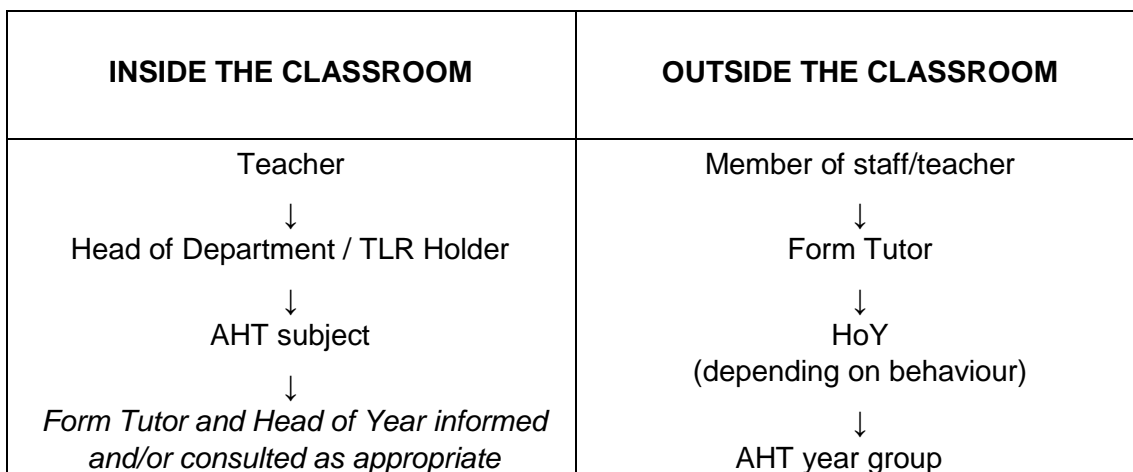 INSIDE THE CLASSROOM
Teacher
↓
Head of Department / TLR Holder
↓
AHT subject
↓
Form Tutor and Head of Year informed
and/or consulted as appropriate
OUTSIDE THE CLASSROOM
Member of staff/teacher
↓
Form Tutor
↓
HoY
(depending on behaviour)
↓
AHT year group